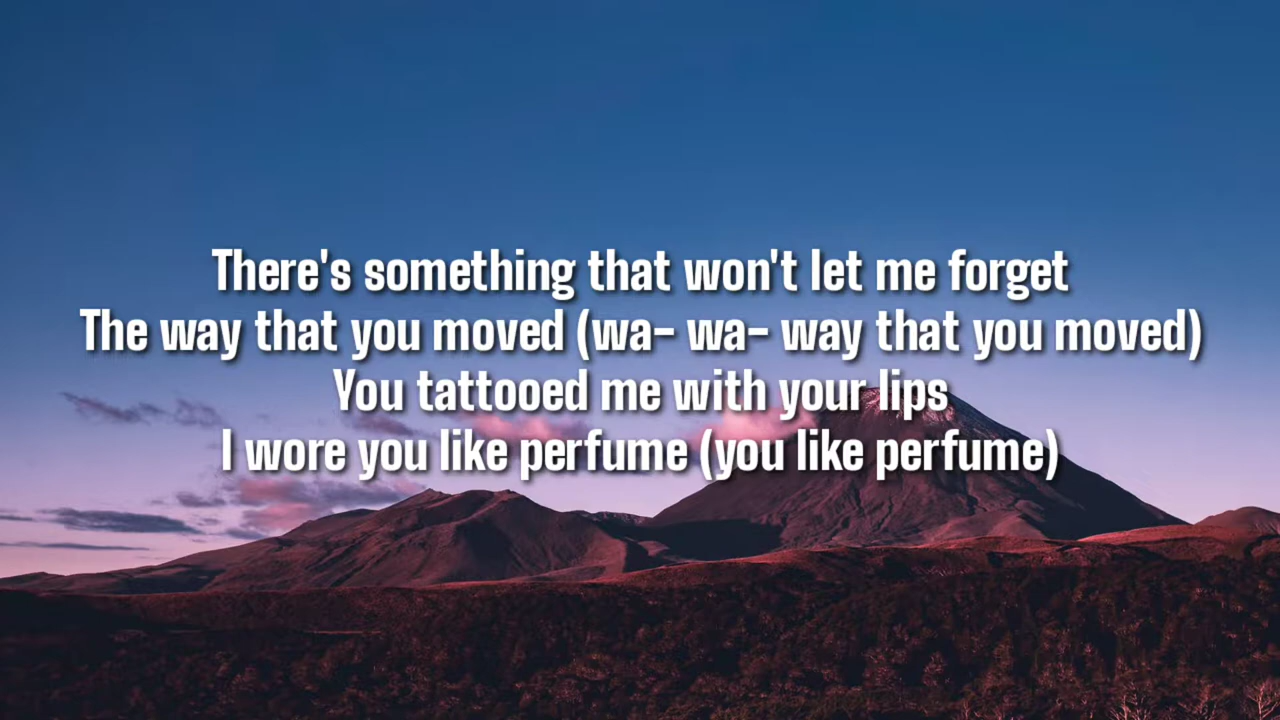 There's something that won't let me forget
The way that you moved (wa- wa- way that you moved)
You tattooed me with your lips
I wore you like perfume (you like perfume)